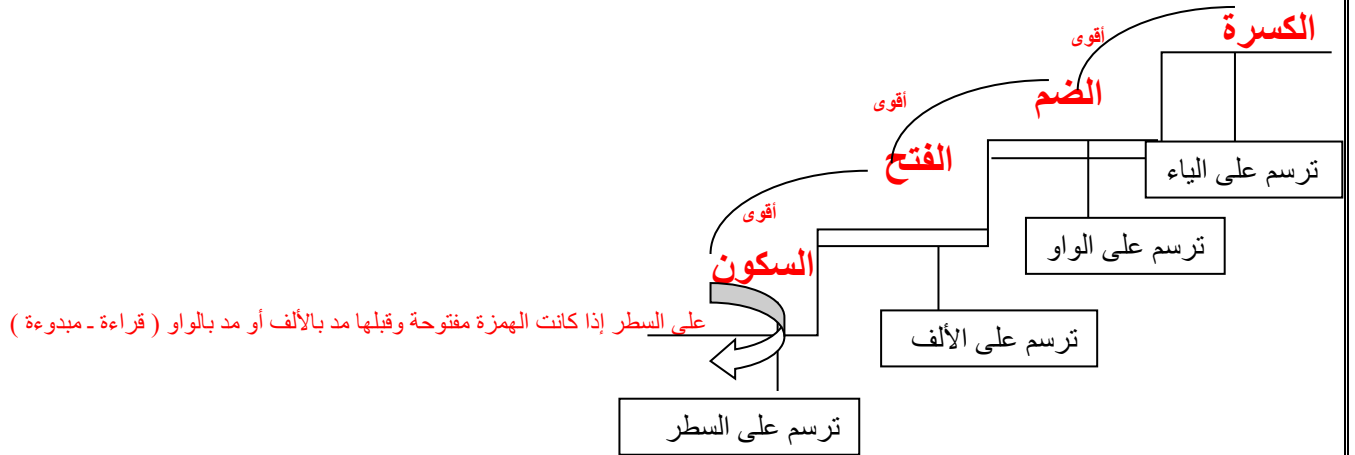 الكسرة
أقوى
الضم
أقوى
الفتح
أقوى
السكون
ترسم على الياء
ترسم على الواو
ترسم على الألف
على السطر إذا كانت الهمزة مفتوحة وقبلها مد بالألف أو مد بالواو ( قراءة ـ مبدوءة )
ترسم على السطر